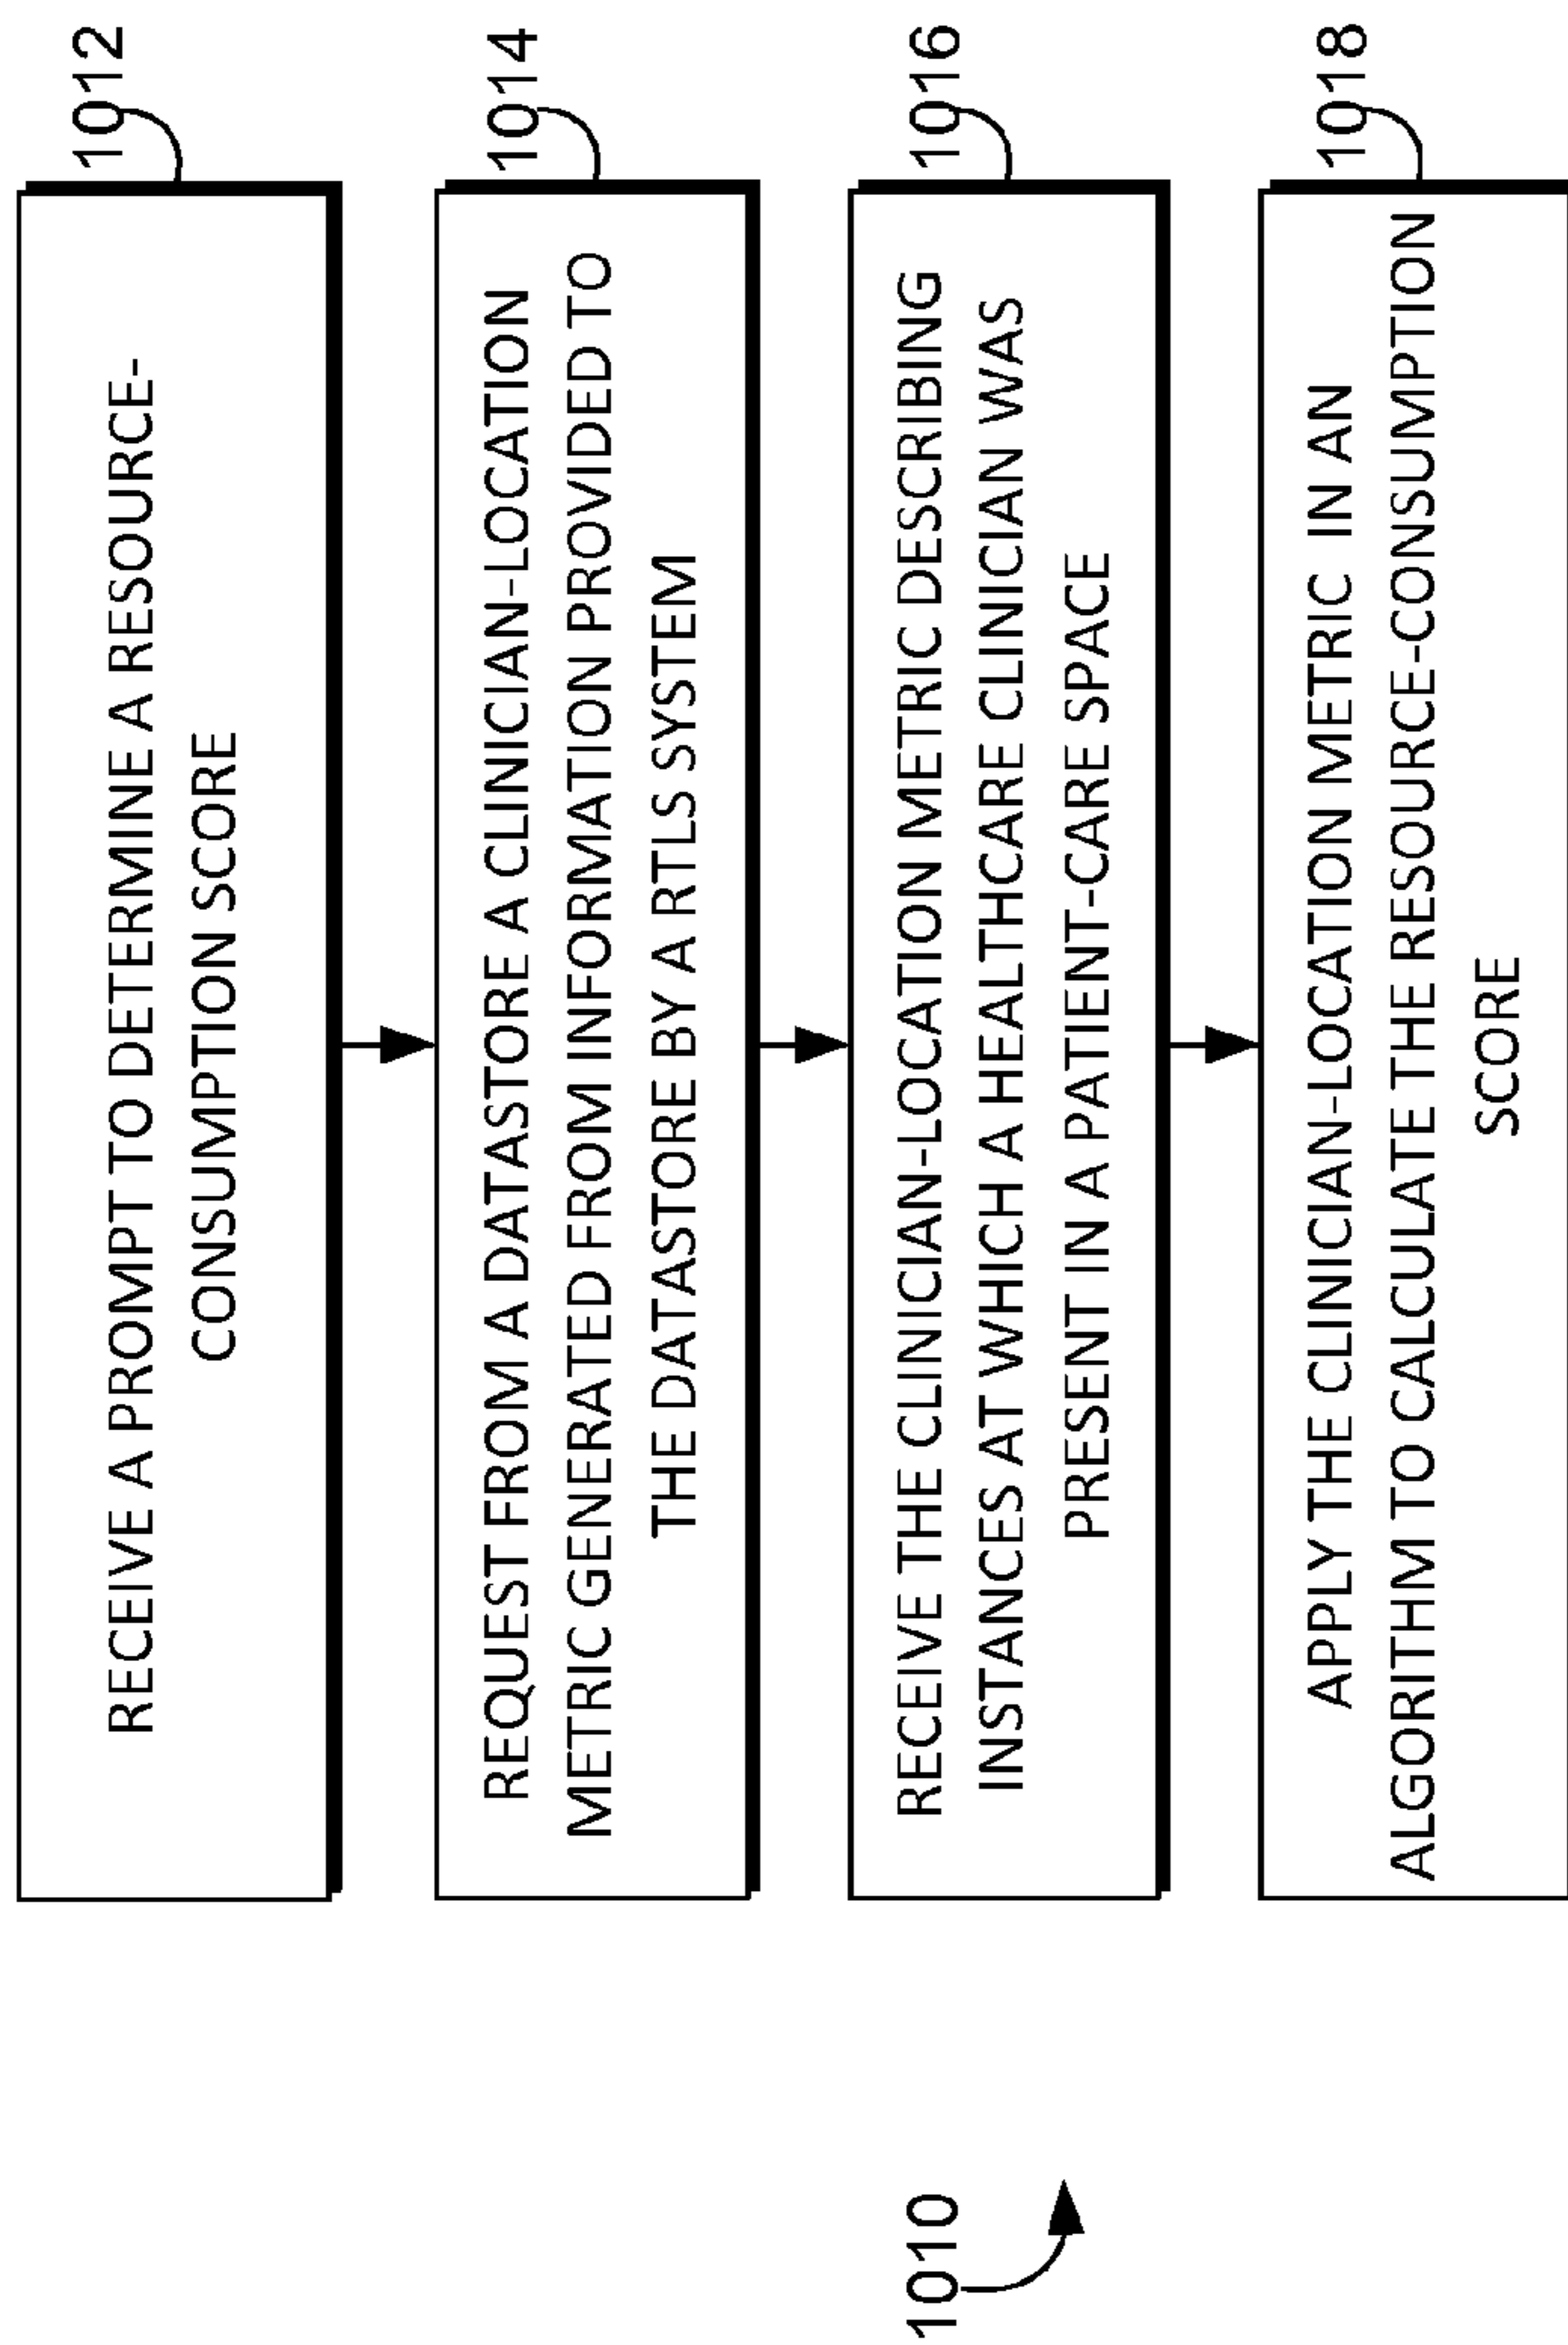 RECEIVE A PROMPT TO DETERMINE A RESOURCE-
CONSUMPTION SCORE
1012
REQUEST FROM A DATASTORE A CLINICIAN-LOCATION
METRIC GENERATED FROM INFORMATION PROVIDED TO
THE DATASTORE BY A RTLS SYSTEM
1014
RECEIVE THE CLINICIAN-LOCATION METRIC DESCRIBING
INSTANCES AT WHICH A HEALTHCARE CLINICIAN WAS
PRESENT IN A PATIENT-CARE SPACE
1016
1010
APPLY THE CLINICIAN-LOCATION METRIC IN AN
ALGORITHM TO CALCULATE THE RESOURCE-CONSUMPTION
SCORE
1018